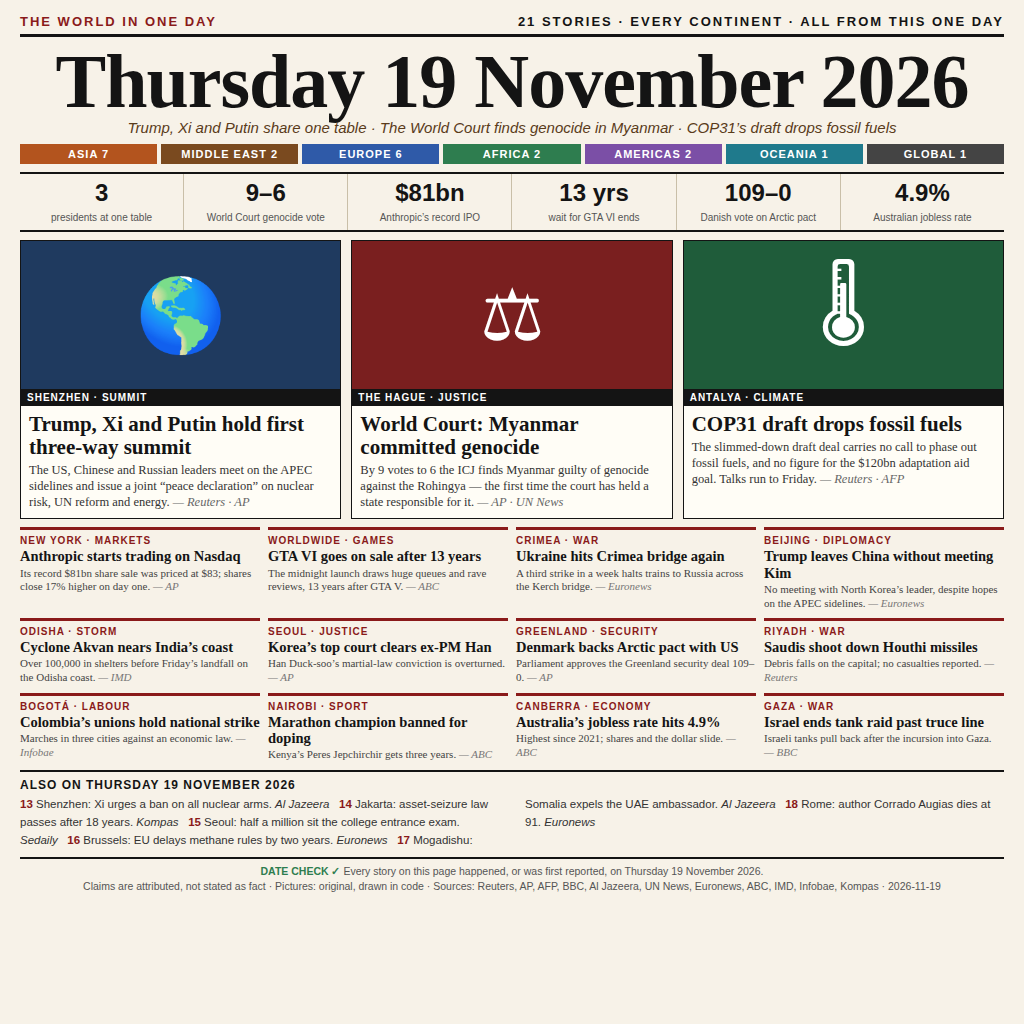 THE WORLD IN ONE DAY
21 STORIES · EVERY CONTINENT · ALL FROM THIS ONE DAY
Thursday 19 November 2026
Trump, Xi and Putin share one table · The World Court finds genocide in Myanmar · COP31’s draft drops fossil fuels
ASIA 7
MIDDLE EAST 2
EUROPE 6
AFRICA 2
AMERICAS 2
OCEANIA 1
GLOBAL 1
3
presidents at one table
9–6
World Court genocide vote
$81bn
Anthropic’s record IPO
13 yrs
wait for GTA VI ends
109–0
Danish vote on Arctic pact
4.9%
Australian jobless rate
SHENZHEN · SUMMIT
Trump, Xi and Putin hold first
three-way summit
The US, Chinese and Russian leaders meet on the APEC
sidelines and issue a joint “peace declaration” on nuclear
risk, UN reform and energy. — Reuters · AP
THE HAGUE · JUSTICE
World Court: Myanmar
committed genocide
By 9 votes to 6 the ICJ finds Myanmar guilty of genocide
against the Rohingya — the first time the court has held a
state responsible for it. — AP · UN News
ANTALYA · CLIMATE
COP31 draft drops fossil fuels
The slimmed-down draft deal carries no call to phase out
fossil fuels, and no figure for the $120bn adaptation aid
goal. Talks run to Friday. — Reuters · AFP
NEW YORK · MARKETS
Anthropic starts trading on Nasdaq
Its record $81bn share sale was priced at $83; shares
close 17% higher on day one. — AP
WORLDWIDE · GAMES
GTA VI goes on sale after 13 years
The midnight launch draws huge queues and rave
reviews, 13 years after GTA V. — ABC
CRIMEA · WAR
Ukraine hits Crimea bridge again
A third strike in a week halts trains to Russia across
the Kerch bridge. — Euronews
BEIJING · DIPLOMACY
Trump leaves China without meeting
Kim
No meeting with North Korea’s leader, despite hopes
on the APEC sidelines. — Euronews
ODISHA · STORM
Cyclone Akvan nears India’s coast
Over 100,000 in shelters before Friday’s landfall on
the Odisha coast. — IMD
SEOUL · JUSTICE
Korea’s top court clears ex-PM Han
Han Duck-soo’s martial-law conviction is overturned.
— AP
GREENLAND · SECURITY
Denmark backs Arctic pact with US
Parliament approves the Greenland security deal 109–
0. — AP
RIYADH · WAR
Saudis shoot down Houthi missiles
Debris falls on the capital; no casualties reported. —
Reuters
BOGOTÁ · LABOUR
Colombia’s unions hold national strike
Marches in three cities against an economic law. —
Infobae
NAIROBI · SPORT
Marathon champion banned for
doping
Kenya’s Peres Jepchirchir gets three years. — ABC
CANBERRA · ECONOMY
Australia’s jobless rate hits 4.9%
Highest since 2021; shares and the dollar slide. —
ABC
GAZA · WAR
Israel ends tank raid past truce line
Israeli tanks pull back after the incursion into Gaza.
— BBC
ALSO ON THURSDAY 19 NOVEMBER 2026
13 Shenzhen: Xi urges a ban on all nuclear arms. Al Jazeera 14 Jakarta: asset-seizure law
passes after 18 years. Kompas 15 Seoul: half a million sit the college entrance exam.
Sedaily 16 Brussels: EU delays methane rules by two years. Euronews 17 Mogadishu:
Somalia expels the UAE ambassador. Al Jazeera 18 Rome: author Corrado Augias dies at
91. Euronews
DATE CHECK ✓ Every story on this page happened, or was first reported, on Thursday 19 November 2026.
Claims are attributed, not stated as fact · Pictures: original, drawn in code · Sources: Reuters, AP, AFP, BBC, Al Jazeera, UN News, Euronews, ABC, IMD, Infobae, Kompas · 2026-11-19